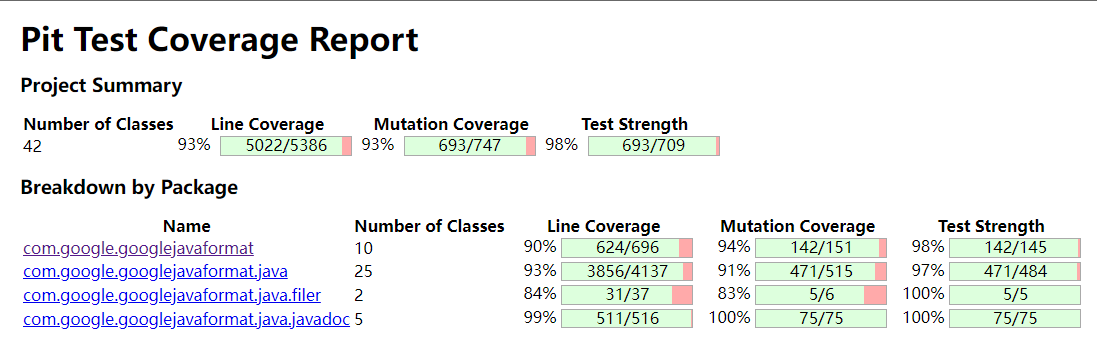 Pit Test Coverage Report
Project Summary
Number of Classes Line Coverage Mutation Coverage Test Strength
42 93% 5022/5386 93% 693/747 98% 693/709
Breakdown by Package
Name Number of Classes Line Coverage Mutation Coverage Test Strength
com.google.googlejavaformat 10 90% 624/696 94% 142/151 98% 142/145
com.google.googlejavaformat.java 25 93% 3856/4137 91% 471/515 97% 471/484
com.google.googlejavaformat.java.filer 2 84% 31/37 83% 5/6 100% 5/5
com.google.googlejavaformat.java.javadoc 5 99% 511/516 100% 75/75 100% 75/75